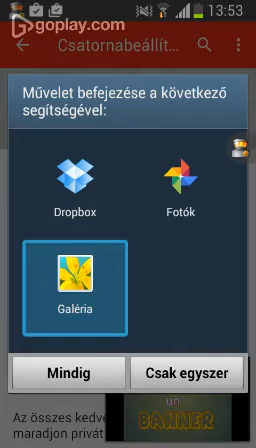 goplay.com
13:53
Csatornabeállít...
Művelet befejezése a következő
segítségével:
Dropbox
Fotók
Galéria
Mindig
Csak egyszer
un
BANNER
Az összes kedve
maradjon privát